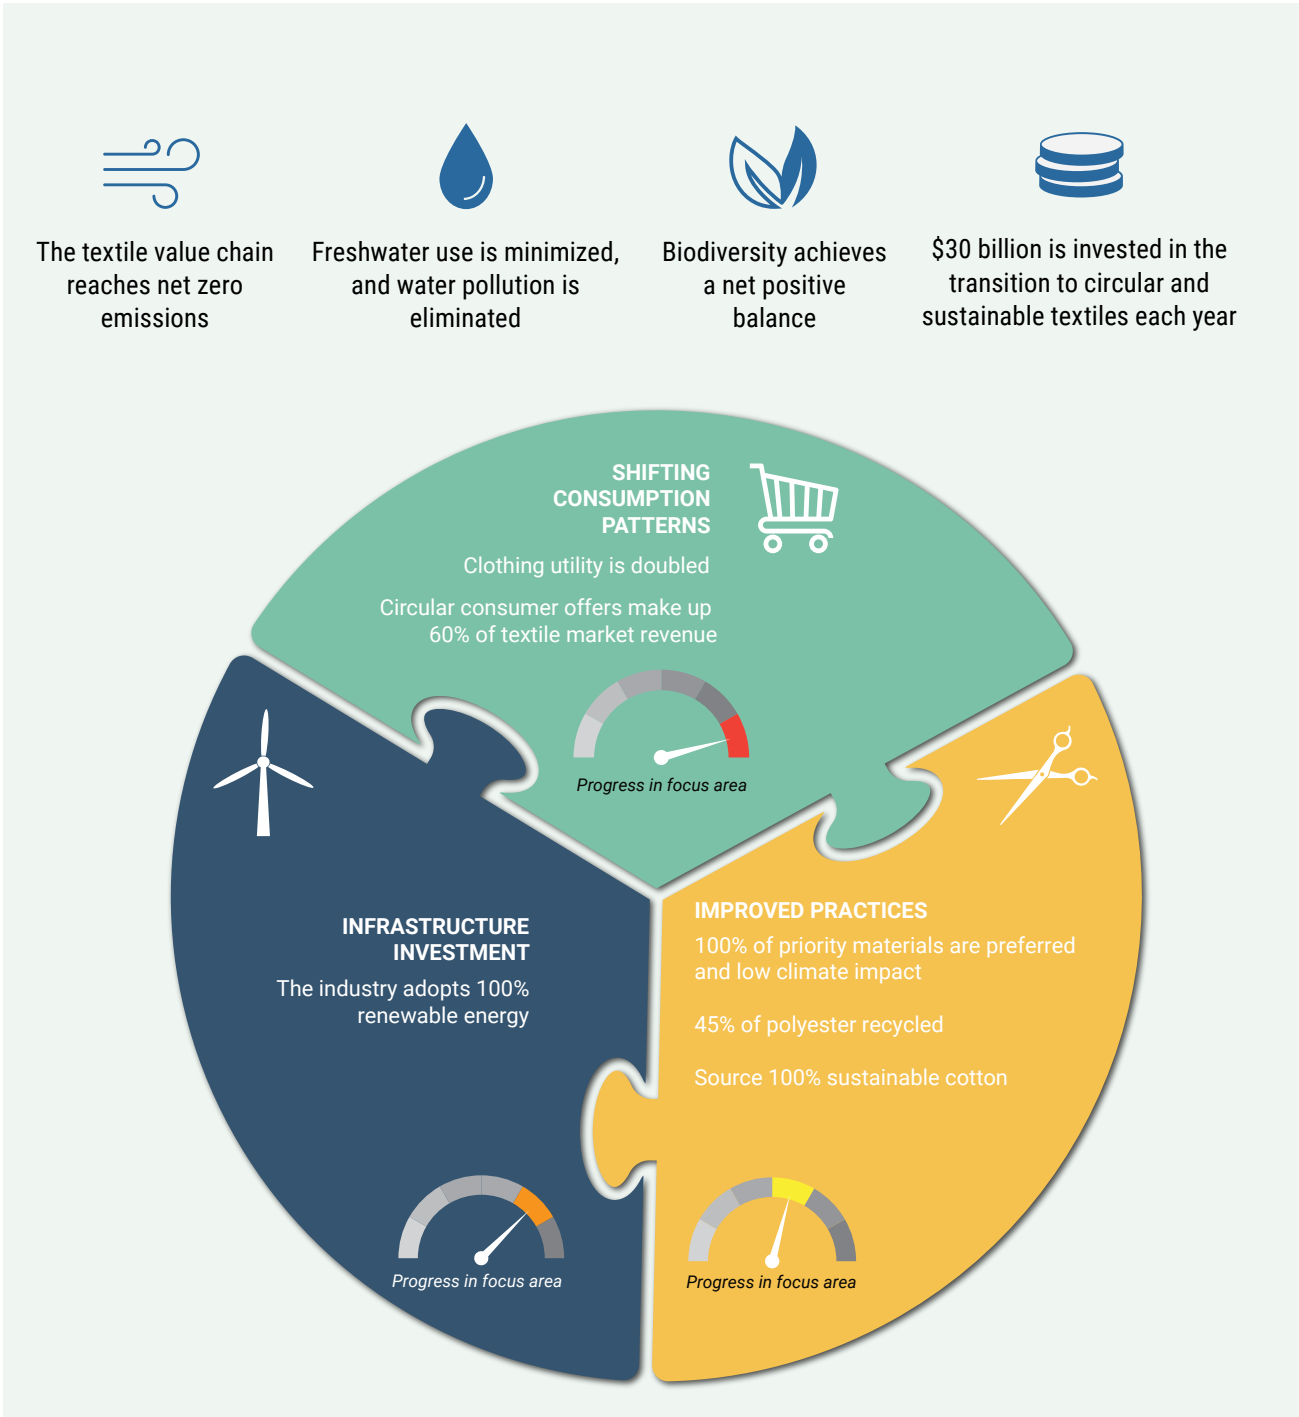 The textile value chain
reaches net zero
emissions
Freshwater use is minimized,
and water pollution is
eliminated
Biodiversity achieves
a net positive
balance
$30 billion is invested in the
transition to circular and
sustainable textiles each year
SHIFTING
CONSUMPTION
PATTERNS
Clothing utility is doubled
Circular consumer offers make up
60% of textile market revenue
Progress in focus area
INFRASTRUCTURE
INVESTMENT
The industry adopts 100%
renewable energy
Progress in focus area
IMPROVED PRACTICES
100% of priority materials are preferred
and low climate impact
45% of polyester recycled
Source 100% sustainable cotton
Progress in focus area